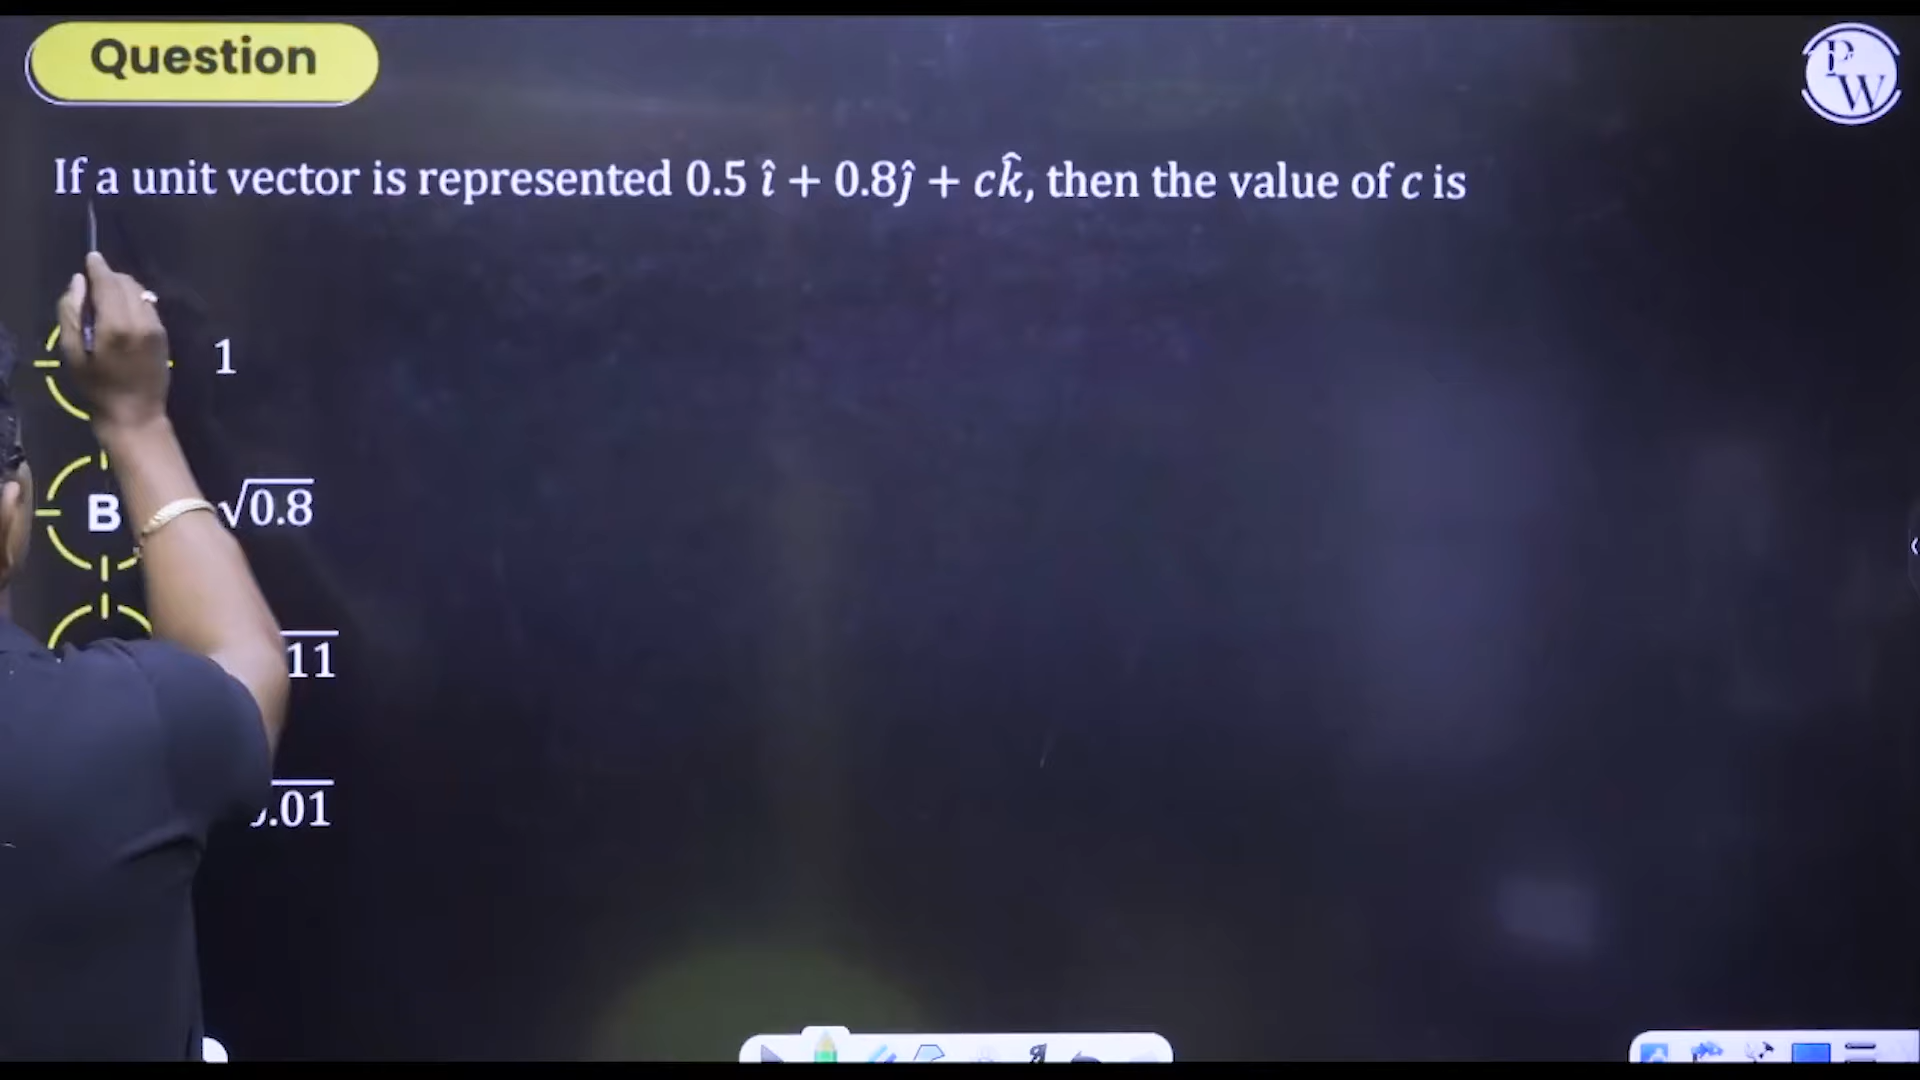 Question
PW
If a unit vector is represented 0.5 î + 0.8ĵ + ck̂, then the value of c is
1
B
√0.8
11
.01